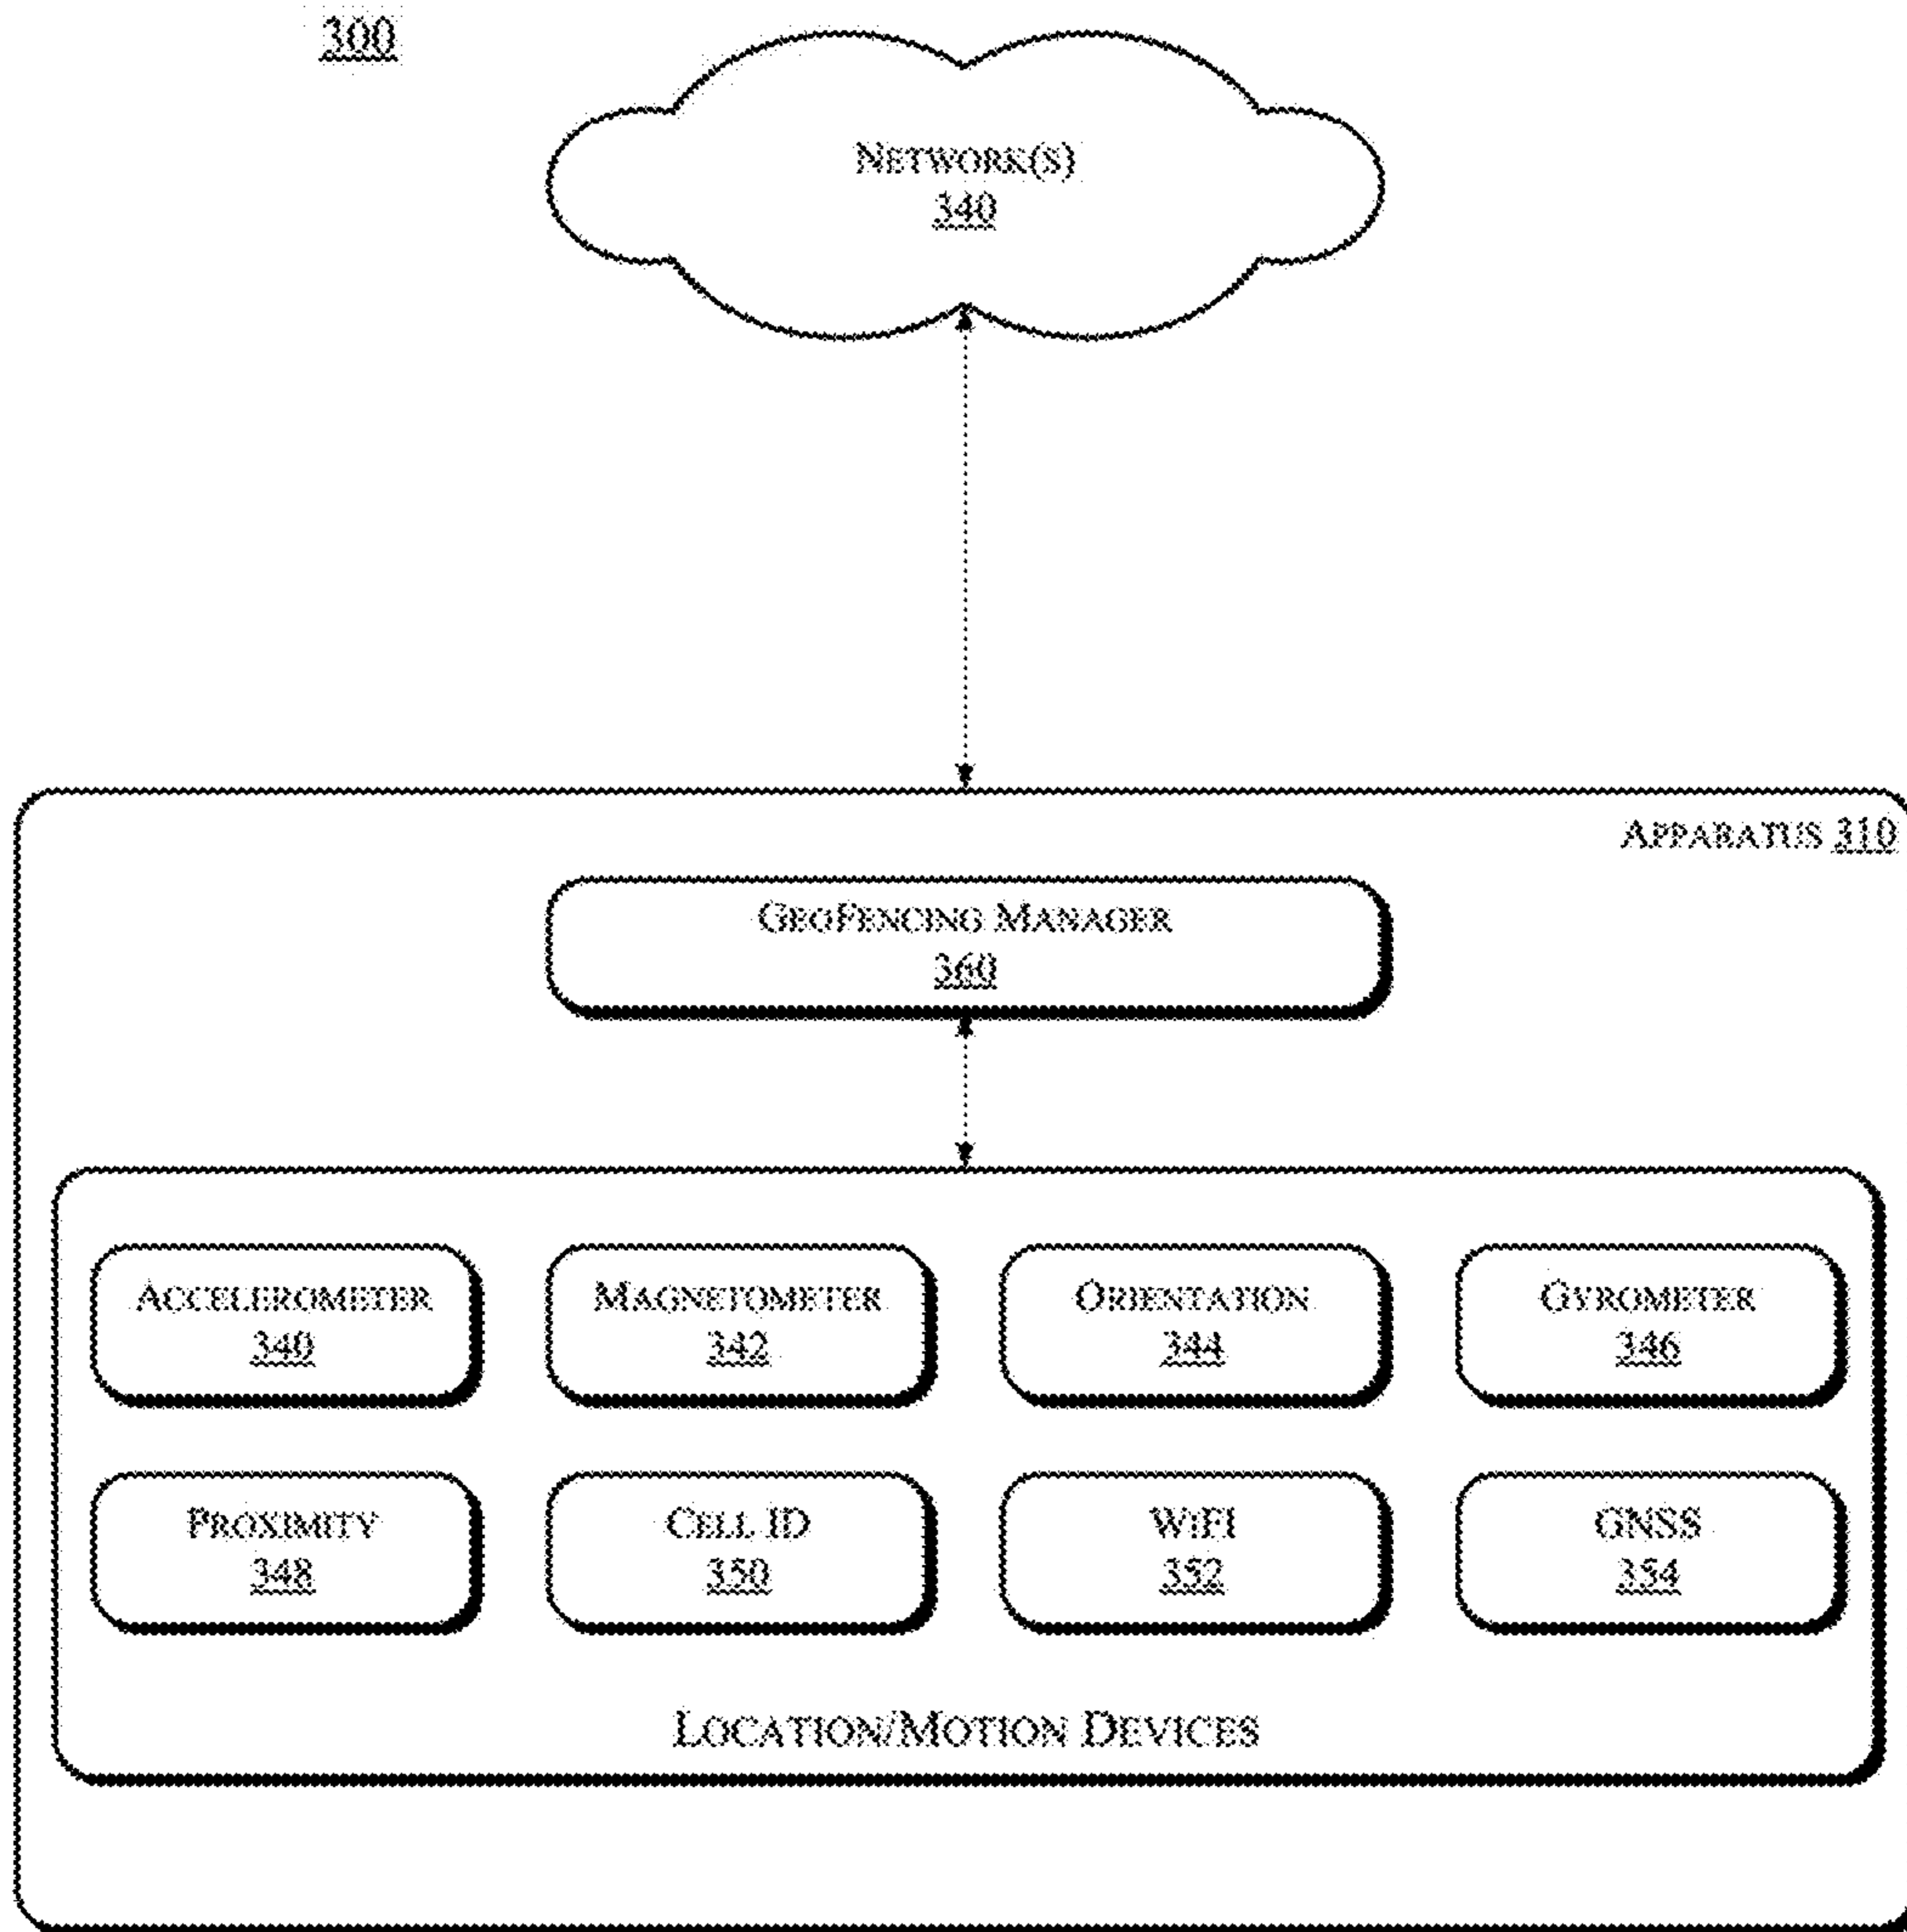 300
NETWORK(S)
340
APPARATUS 310
GEOFENCING MANAGER
360
ACCELEROMETER
340
MAGNETOMETER
342
ORIENTATION
344
GYROMETER
346
PROXIMITY
348
CELL ID
350
WIFI
352
GNSS
354
LOCATION/MOTION DEVICES